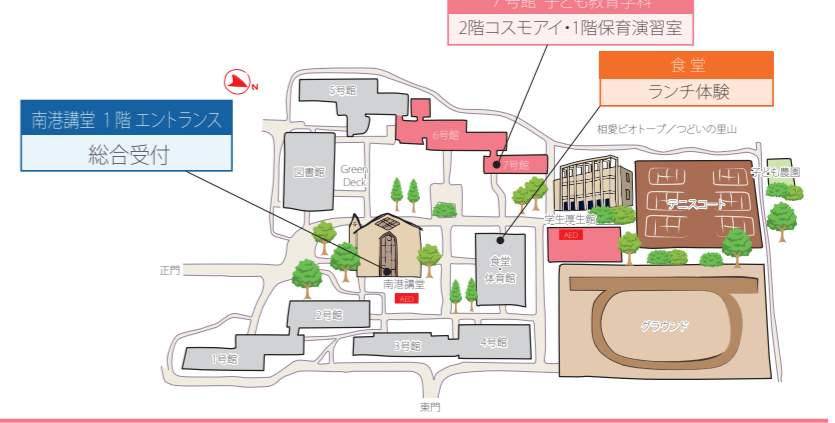 7号館 子ども教育学科
2階コスモアイ・1階保育演習室
食堂
ランチ体験
南港講堂 1階 エントランス
総合受付
N
5号館
6号館
7号館
相愛ビオトープ/つどいの里山
図書館
Green
Deck
子ども農園
テニスコート
学生厚生館
AED
食堂
・
体育館
正門
南港講堂
AED
2号館
1号館
3号館
4号館
グラウンド
東門